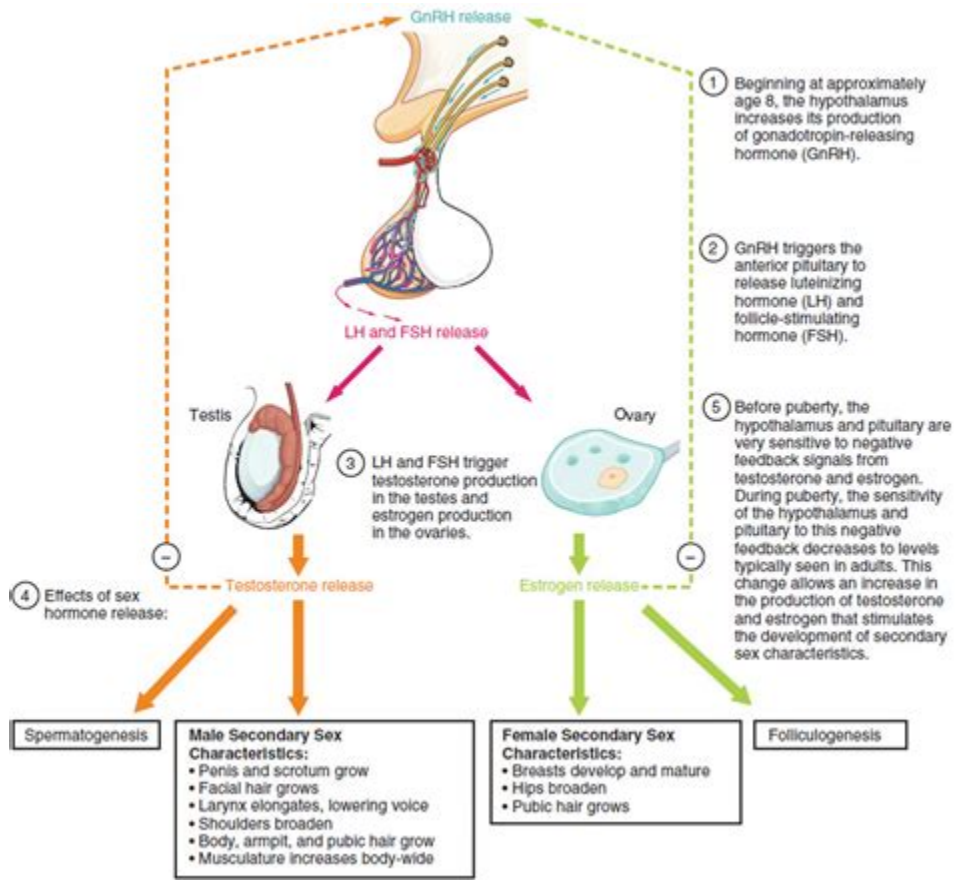 GnRH release
1 Beginning at approximately
age 8, the hypothalamus
increases its production
of gonadotropin-releasing
hormone (GnRH).
2 GnRH triggers the
anterior pituitary to
release luteinizing
hormone (LH) and
follicle-stimulating
hormone (FSH).
LH and FSH release
Testis
Ovary
3 LH and FSH trigger
testosterone production
in the testes and
estrogen production
in the ovaries.
5 Before puberty, the
hypothalamus and pituitary are
very sensitive to negative
feedback signals from
testosterone and estrogen.
During puberty, the sensitivity
of the hypothalamus and
pituitary to this negative
feedback decreases to levels
typically seen in adults. This
change allows an increase in
the production of testosterone
and estrogen that stimulates
the development of secondary
sex characteristics.
−
−
Testosterone release
Estrogen release
4 Effects of sex
hormone release:
Spermatogenesis
Male Secondary Sex
Characteristics:
• Penis and scrotum grow
• Facial hair grows
• Larynx elongates, lowering voice
• Shoulders broaden
• Body, armpit, and pubic hair grow
• Musculature increases body-wide
Female Secondary Sex
Characteristics:
• Breasts develop and mature
• Hips broaden
• Pubic hair grows
Folliculogenesis